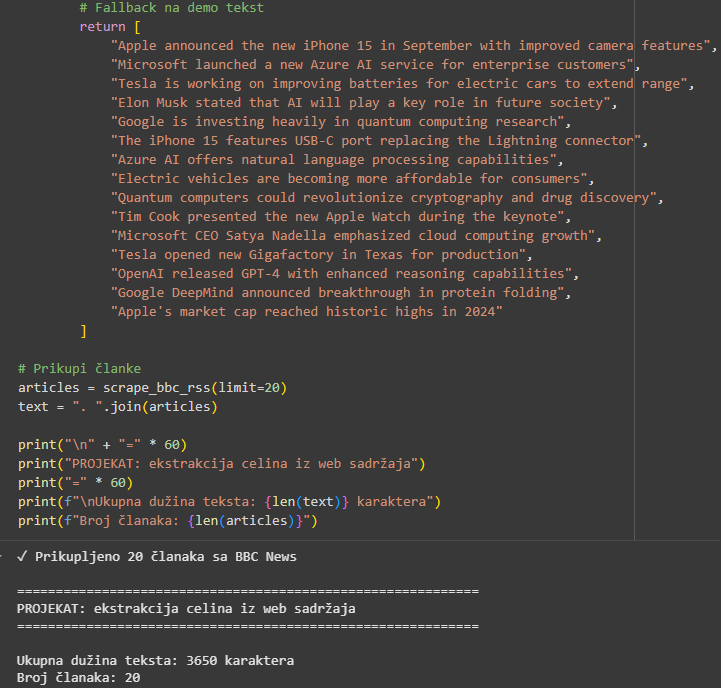 # Fallback na demo tekst
return [
"Apple announced the new iPhone 15 in September with improved camera features",
"Microsoft launched a new Azure AI service for enterprise customers",
"Tesla is working on improving batteries for electric cars to extend range",
"Elon Musk stated that AI will play a key role in future society",
"Google is investing heavily in quantum computing research",
"The iPhone 15 features USB-C port replacing the Lightning connector",
"Azure AI offers natural language processing capabilities",
"Electric vehicles are becoming more affordable for consumers",
"Quantum computers could revolutionize cryptography and drug discovery",
"Tim Cook presented the new Apple Watch during the keynote",
"Microsoft CEO Satya Nadella emphasized cloud computing growth",
"Tesla opened new Gigafactory in Texas for production",
"OpenAI released GPT-4 with enhanced reasoning capabilities",
"Google DeepMind announced breakthrough in protein folding",
"Apple's market cap reached historic highs in 2024"
]
# Prikupi članke
articles = scrape_bbc_rss(limit=20)
text = ". ".join(articles)
print("\n" + "=" * 60)
print("PROJEKAT: ekstrakcija celina iz web sadržaja")
print("=" * 60)
print(f"\nUkupna dužina teksta: {len(text)} karaktera")
print(f"Broj članaka: {len(articles)}")
✓ Prikupljeno 20 članaka sa BBC News
============================================================
PROJEKAT: ekstrakcija celina iz web sadržaja
============================================================
Ukupna dužina teksta: 3650 karaktera
Broj članaka: 20